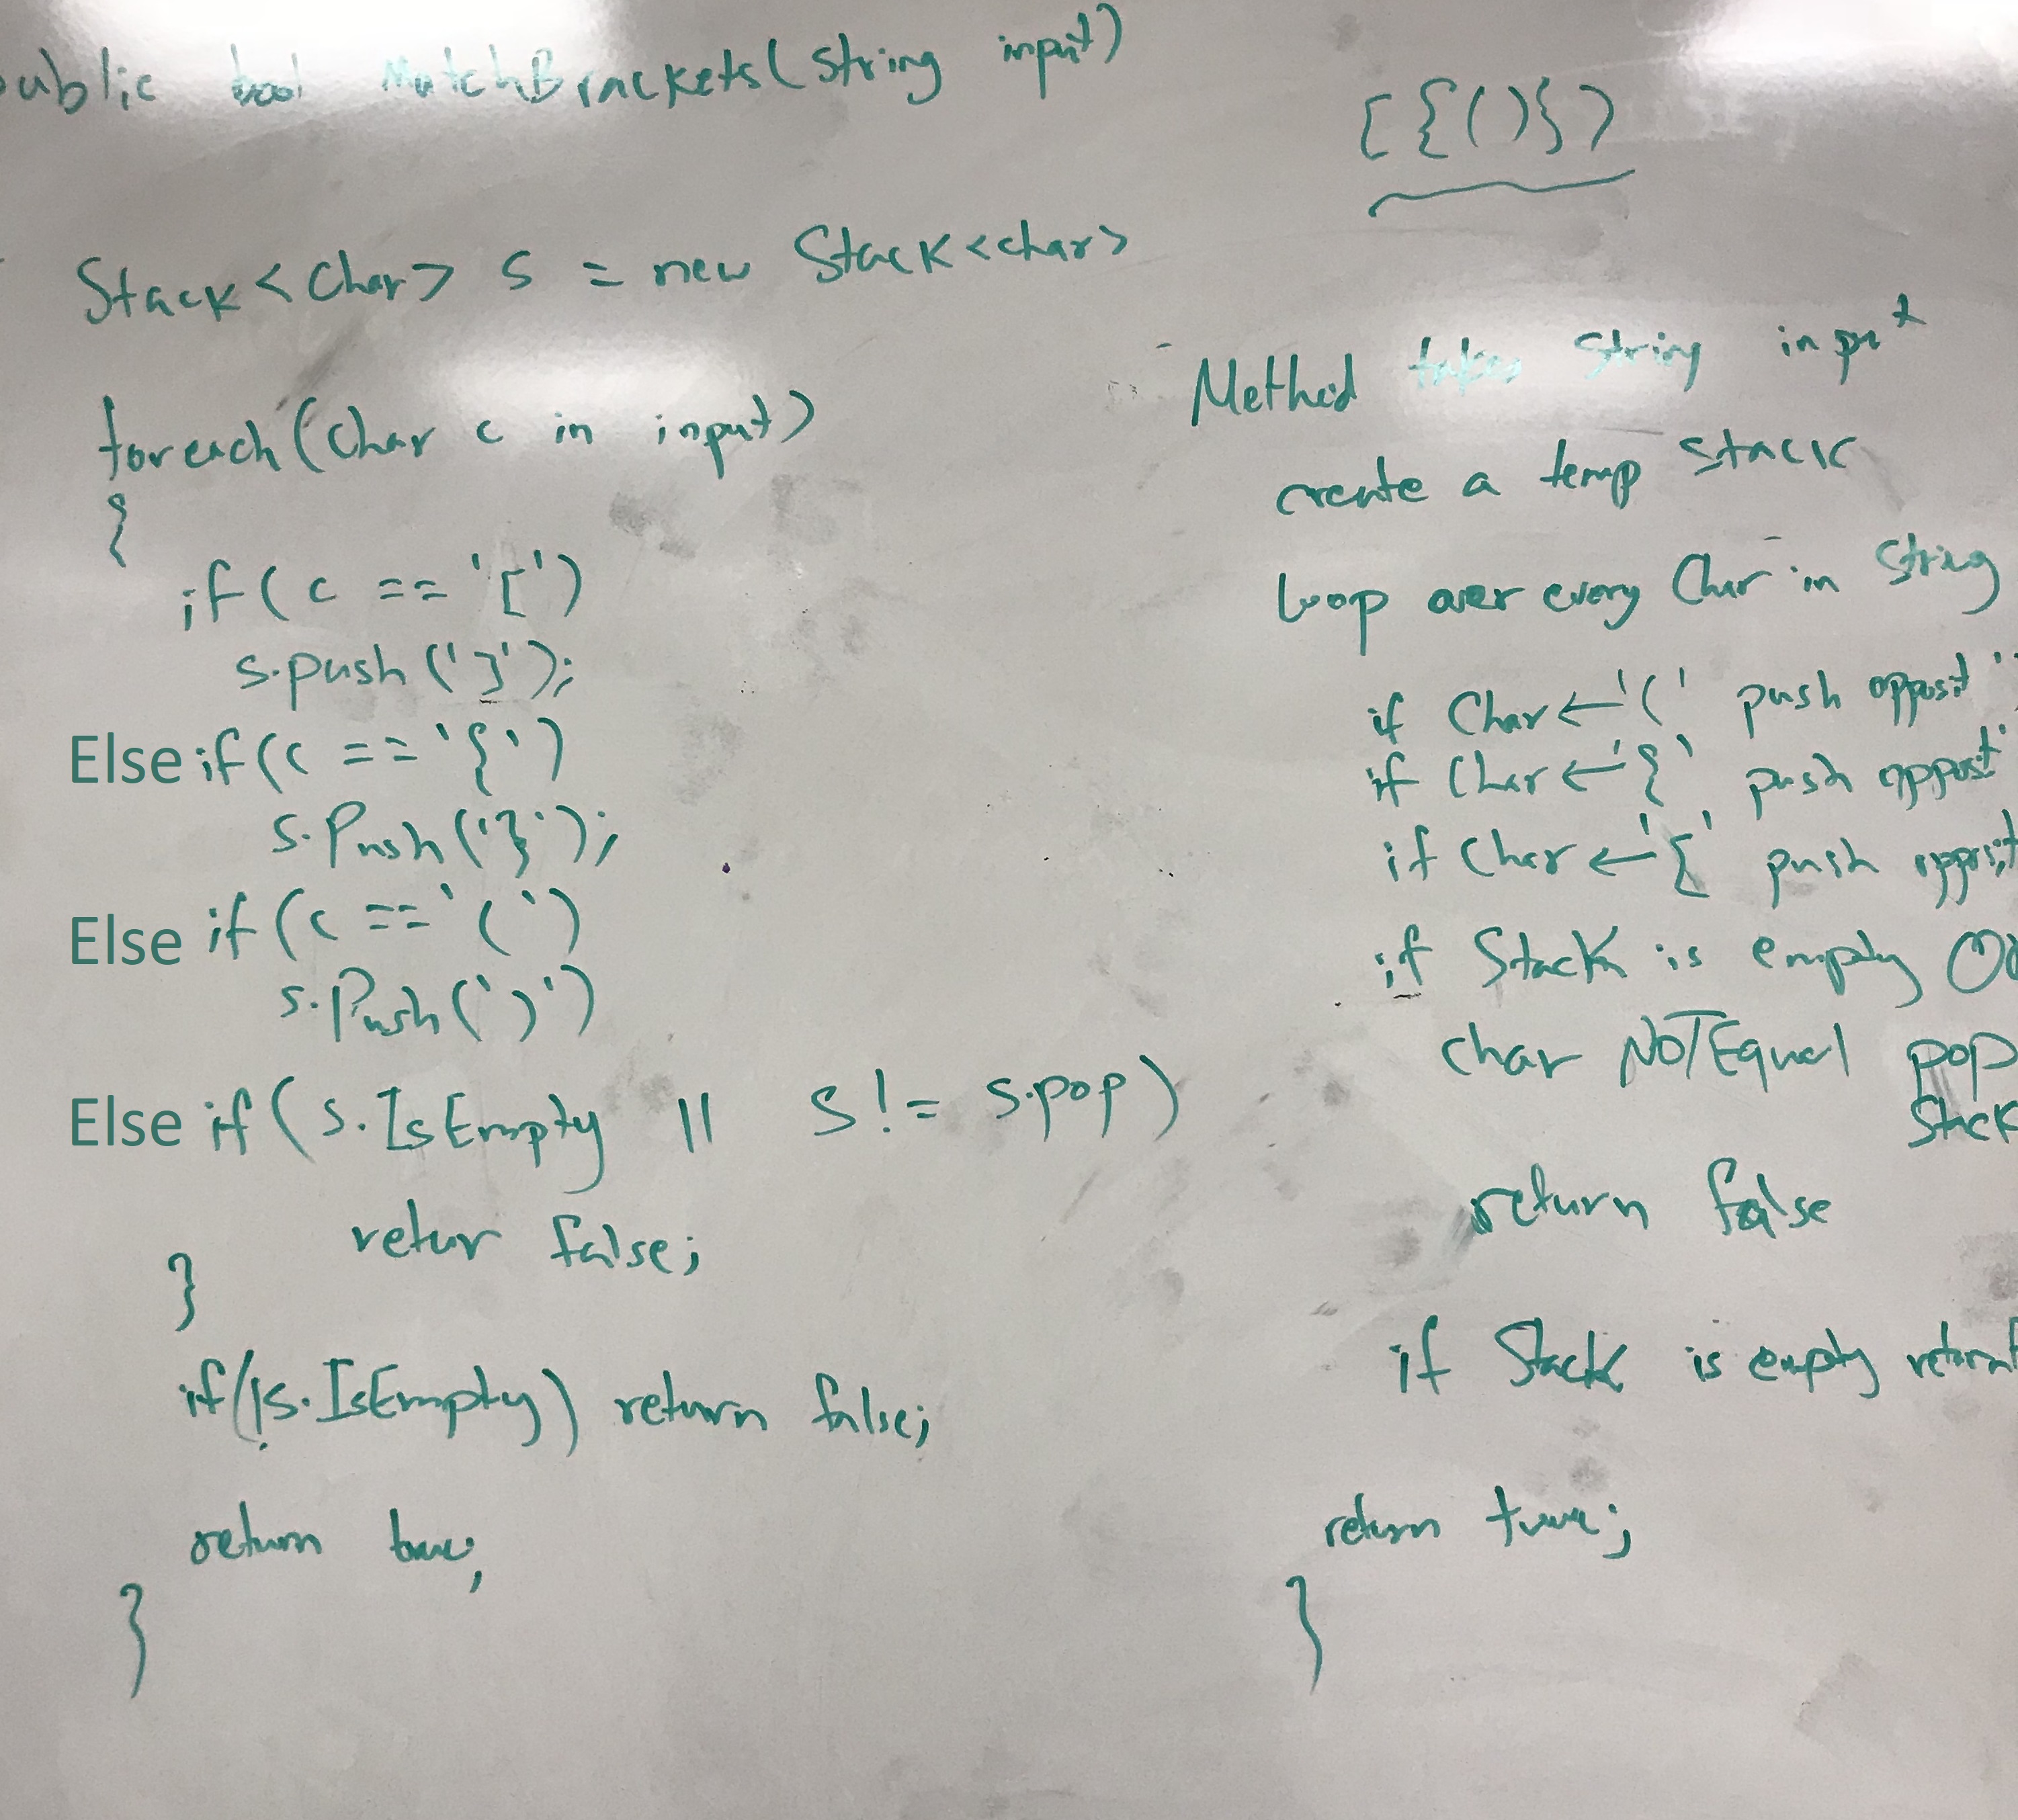 public bool MatchBrackets(String input)
Stack<Char> s = new Stack<char>
foreach(Char c in input)
{
if( c == '[')
s.push(']');
Else if(c == '{')
s.Push('}');
Else if(c == '(')
s.Push(')')
Else if(s.IsEmpty || S != s.pop)
retur false;
}
if(!s.IsEmpty) return false;
return true;
}
[{()})
Method takes String input
create a temp stack
Loop over every Char in String
if Char ← '(' push opposit '
if Char ← '{' push oppost '
if Char ← '[' push opposit
if Stack is empty OR
char NOTEqual pop
Stack
return false
if Stack is empty return
return true;
}